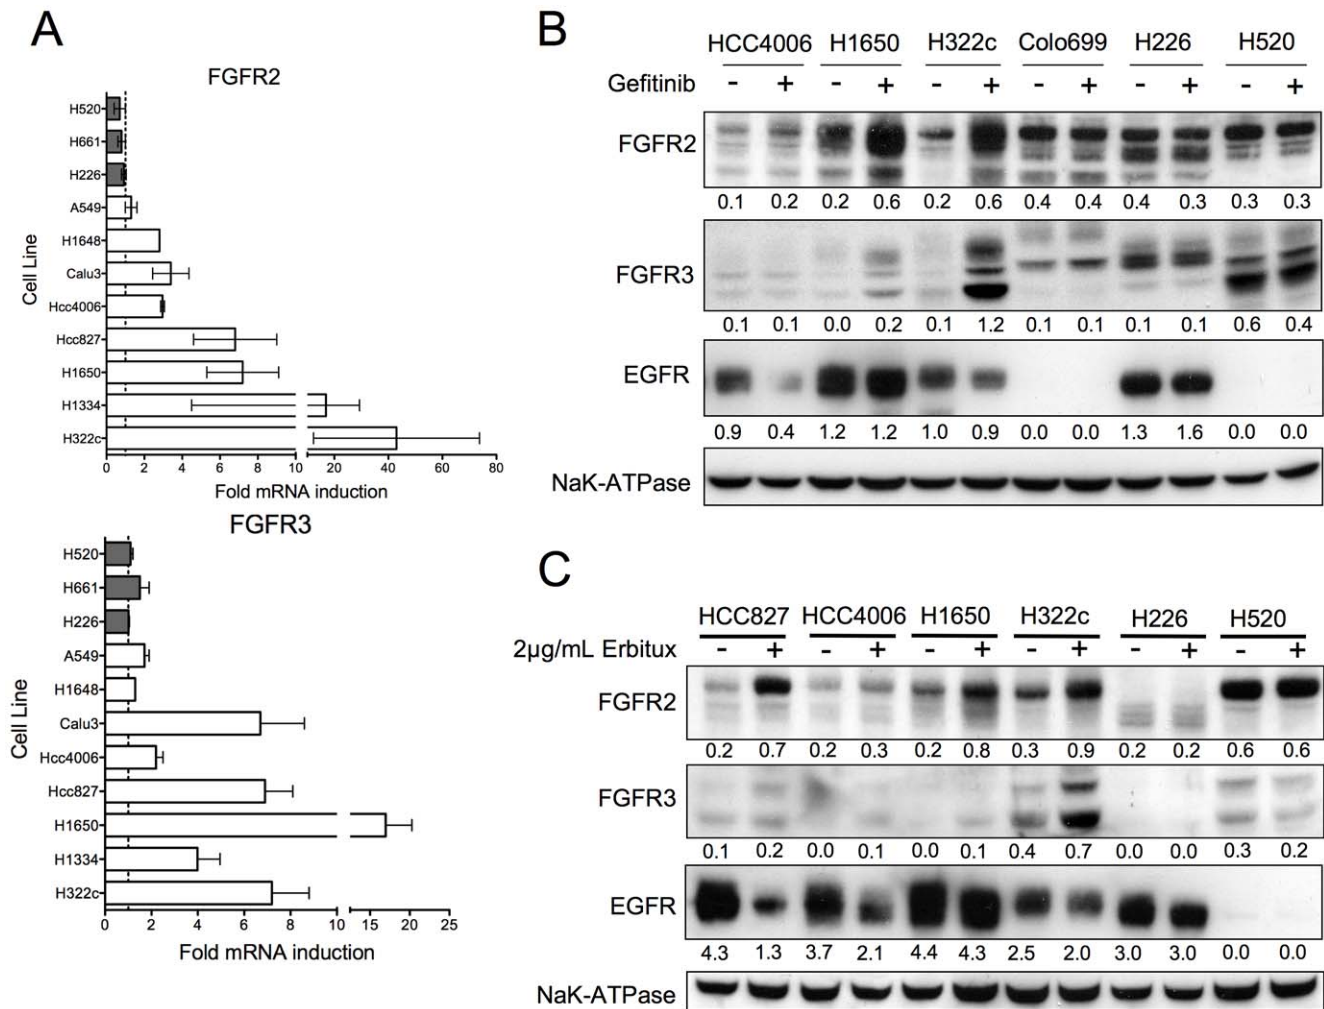 A
FGFR2
H520
H661
H226
A549
H1648
Calu3
Hcc4006
Hcc827
H1650
H1334
H322c
Cell Line
0 2 4 6 8 10 20 40 60 80
Fold mRNA induction
FGFR3
H520
H661
H226
A549
H1648
Calu3
Hcc4006
Hcc827
H1650
H1334
H322c
Cell Line
0 2 4 6 8 10 15 20 25
Fold mRNA induction
B
HCC4006 H1650 H322c Colo699 H226 H520
Gefitinib - + - + - + - + - + - +
FGFR2
0.1 0.2 0.2 0.6 0.2 0.6 0.4 0.4 0.4 0.3 0.3 0.3
FGFR3
0.1 0.1 0.0 0.2 0.1 1.2 0.1 0.1 0.1 0.1 0.6 0.4
EGFR
0.9 0.4 1.2 1.2 1.0 0.9 0.0 0.0 1.3 1.6 0.0 0.0
NaK-ATPase
C
HCC827 HCC4006 H1650 H322c H226 H520
2µg/mL Erbitux - + - + - + - + - + - +
FGFR2
0.2 0.7 0.2 0.3 0.2 0.8 0.3 0.9 0.2 0.2 0.6 0.6
FGFR3
0.1 0.2 0.0 0.1 0.0 0.1 0.4 0.7 0.0 0.0 0.3 0.2
EGFR
4.3 1.3 3.7 2.1 4.4 4.3 2.5 2.0 3.0 3.0 0.0 0.0
NaK-ATPase